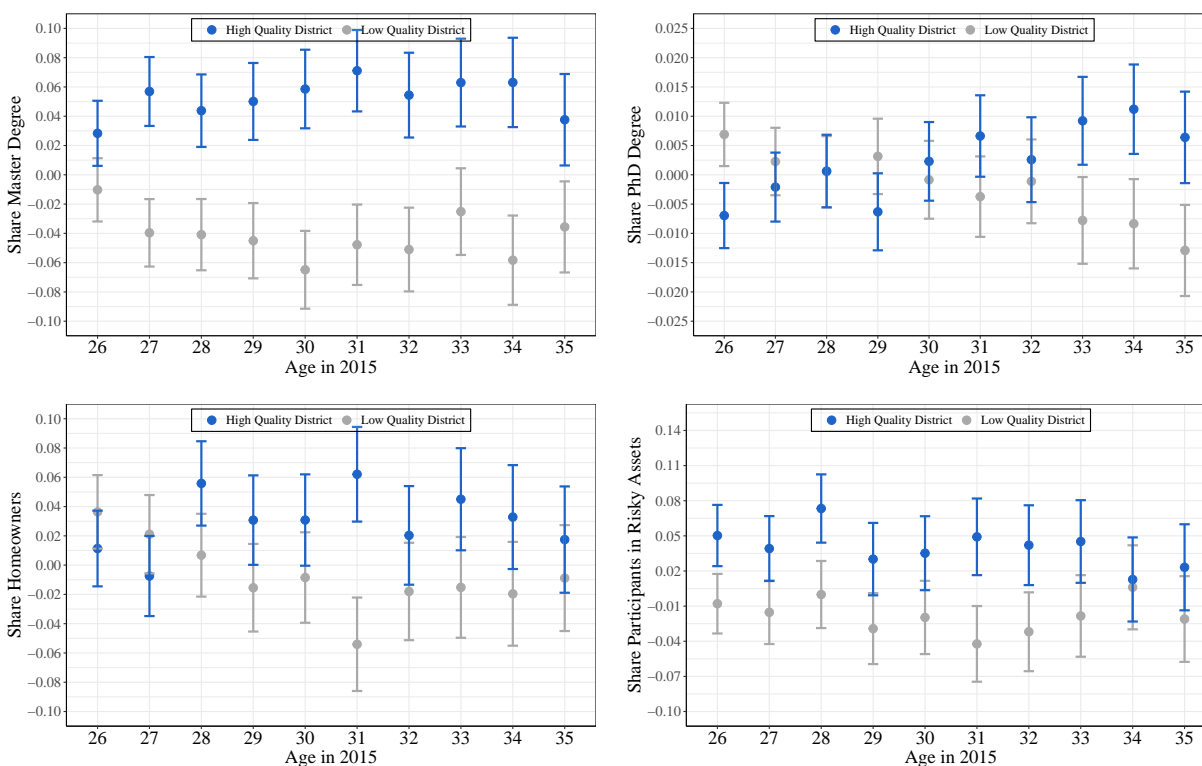 High Quality District Low Quality District
Share Master Degree
0.10
0.08
0.06
0.04
0.02
0.00
−0.02
−0.04
−0.06
−0.08
−0.10
26 27 28 29 30 31 32 33 34 35
Age in 2015
High Quality District Low Quality District
Share PhD Degree
0.025
0.020
0.015
0.010
0.005
0.000
−0.005
−0.010
−0.015
−0.020
−0.025
26 27 28 29 30 31 32 33 34 35
Age in 2015
High Quality District Low Quality District
Share Homeowners
0.10
0.08
0.06
0.04
0.02
0.00
−0.02
−0.04
−0.06
−0.08
−0.10
26 27 28 29 30 31 32 33 34 35
Age in 2015
High Quality District Low Quality District
Share Participants in Risky Assets
0.14
0.11
0.08
0.05
0.02
−0.01
−0.04
−0.07
−0.10
26 27 28 29 30 31 32 33 34 35
Age in 2015